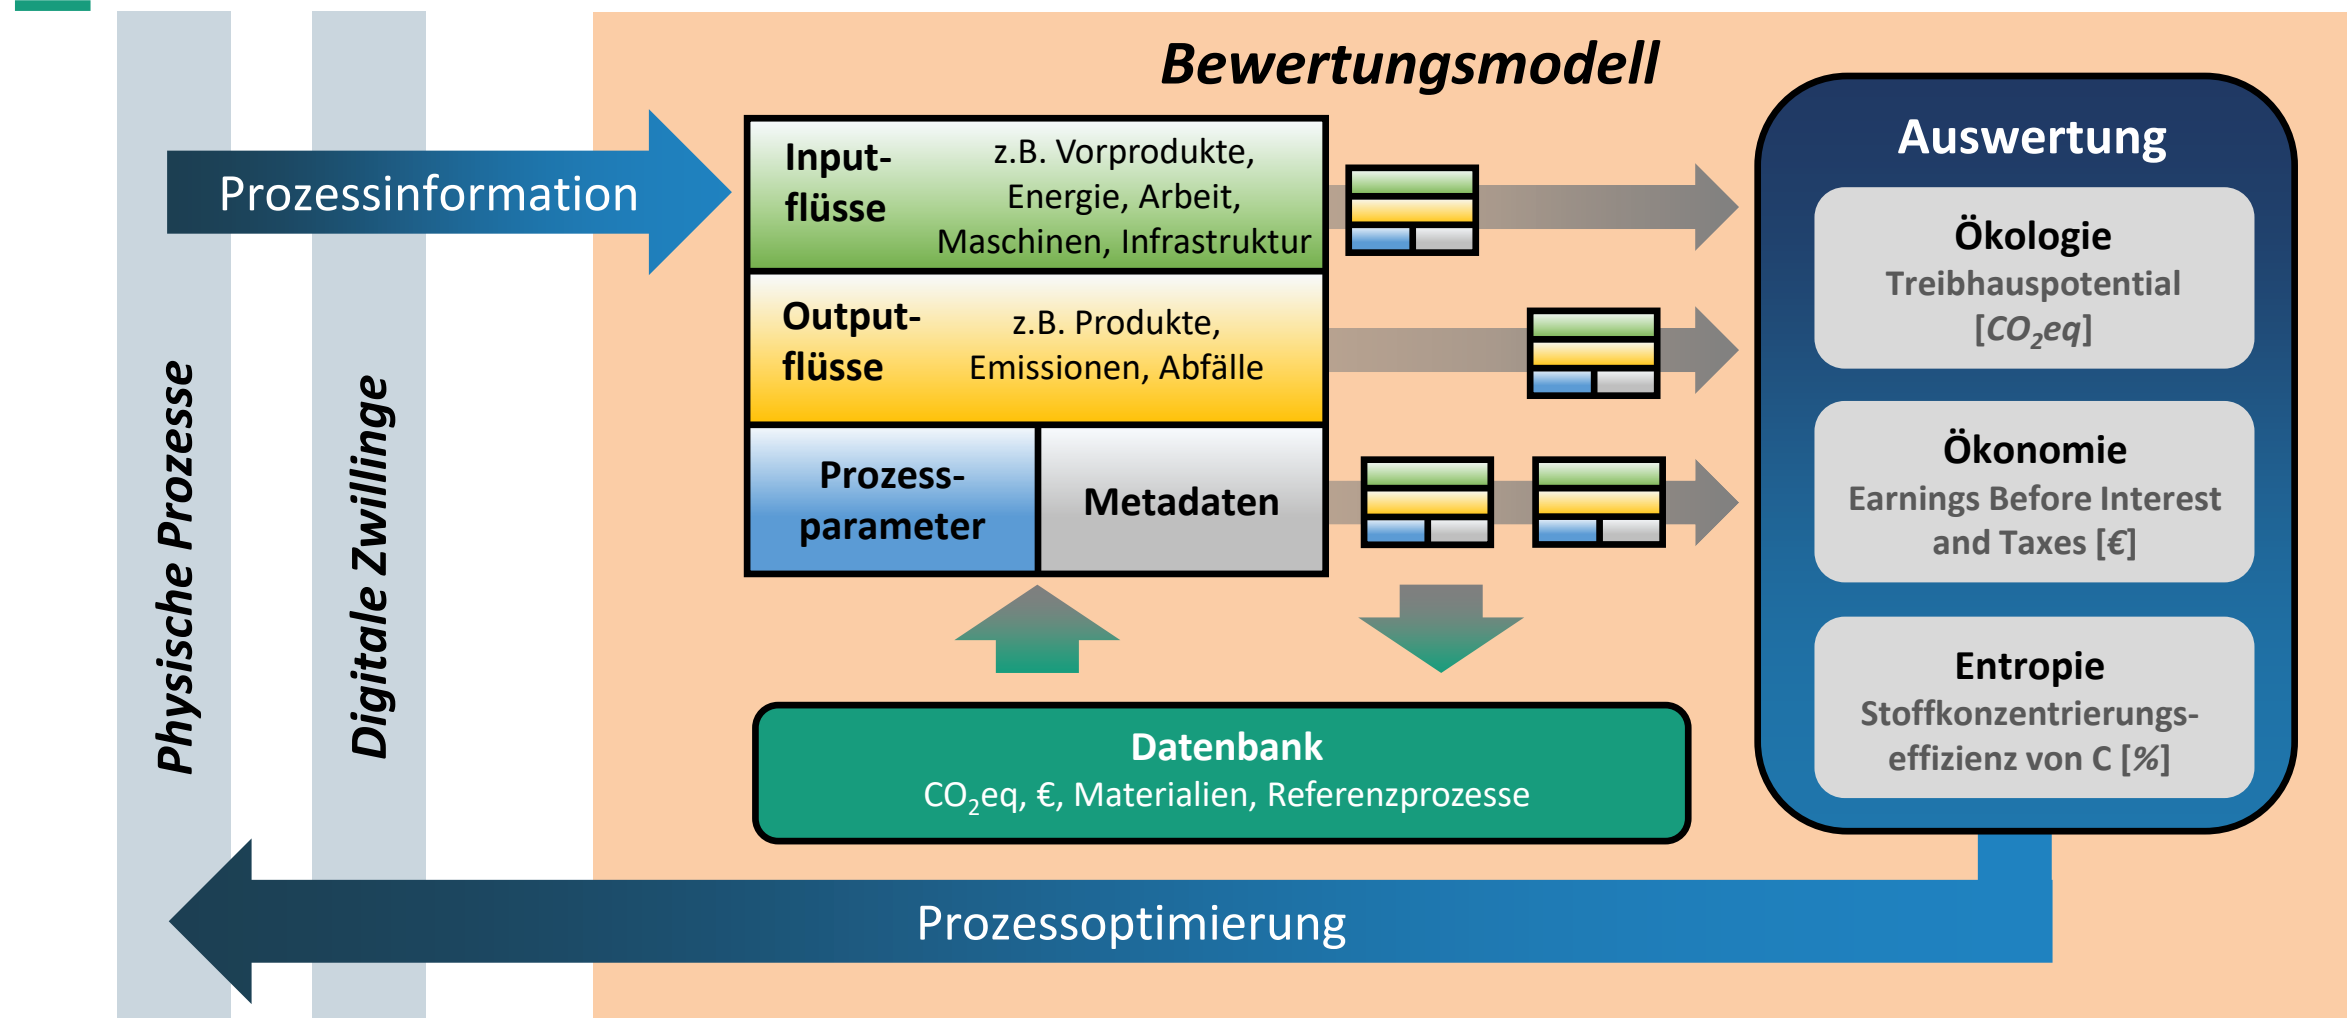 Bewertungsmodell
Physische Prozesse
Digitale Zwillinge
Prozessinformation
Input-
flüsse
z.B. Vorprodukte,
Energie, Arbeit,
Maschinen, Infrastruktur
Output-
flüsse
z.B. Produkte,
Emissionen, Abfälle
Prozess-
parameter
Metadaten
Datenbank
CO₂eq, €, Materialien, Referenzprozesse
Auswertung
Ökologie
Treibhauspotential
[CO₂eq]
Ökonomie
Earnings Before Interest
and Taxes [€]
Entropie
Stoffkonzentrierungs-
effizienz von C [%]
Prozessoptimierung